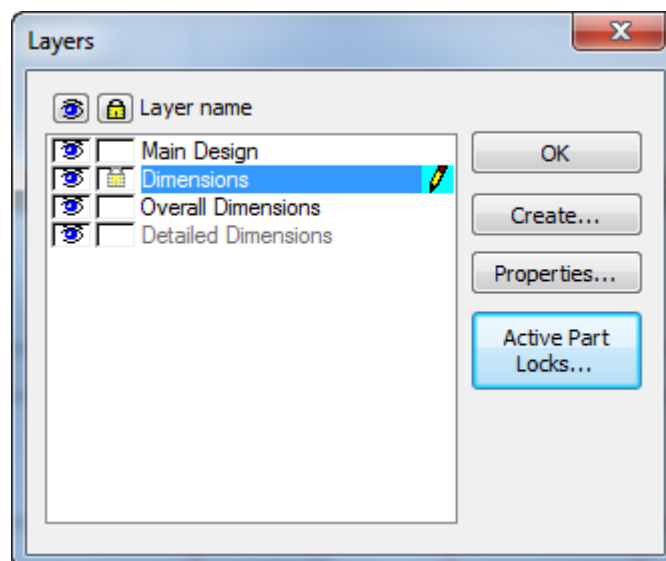 Layers
Layer name
Main Design
Dimensions
Overall Dimensions
Detailed Dimensions
OK
Create...
Properties...
Active Part
Locks...